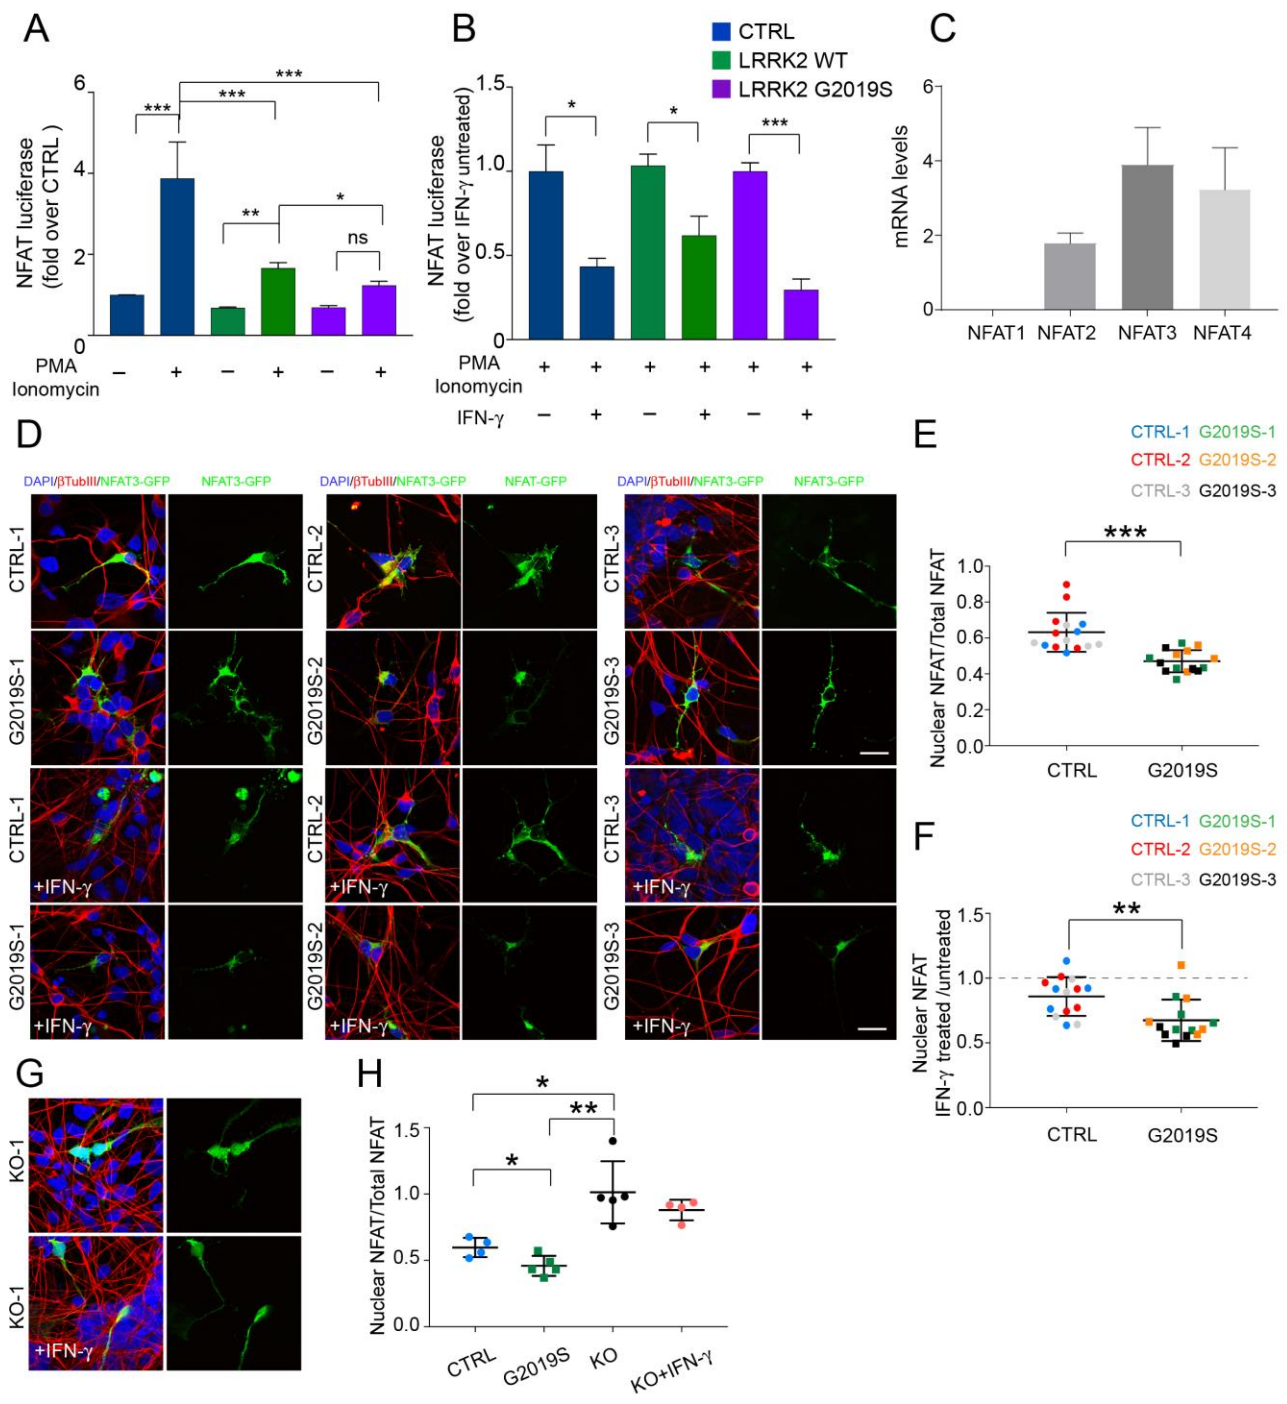 A
NFAT luciferase
(fold over CTRL )
6
4
2
0
***
***
***
**
*
ns
PMA
Ionomycin
– + – + – +
B
CTRL
LRRK2 WT
LRRK2 G2019S
NFAT luciferase
(fold over IFN-γ untreated)
1.5
1.0
0.5
0
*
*
***
PMA
Ionomycin
+ + + + + +
IFN-γ
– + – + – +
C
mRNA levels
6
4
2
0
NFAT1 NFAT2 NFAT3 NFAT4
D
DAPI/βTubIII/NFAT3-GFP NFAT3-GFP
DAPI/βTubIII/NFAT3-GFP NFAT-GFP
DAPI/βTubIII/NFAT3-GFP NFAT3-GFP
CTRL-1
CTRL-2
CTRL-3
G2019S-1
G2019S-2
G2019S-3
CTRL-1
+IFN-γ
CTRL-2
+IFN-γ
CTRL-3
+IFN-γ
G2019S-1
+IFN-γ
G2019S-2
+IFN-γ
G2019S-3
+IFN-γ
E
CTRL-1 G2019S-1
CTRL-2 G2019S-2
CTRL-3 G2019S-3
Nuclear NFAT/Total NFAT
***
1.0
0.8
0.6
0.4
0.2
0.0
CTRL G2019S
F
CTRL-1 G2019S-1
CTRL-2 G2019S-2
CTRL-3 G2019S-3
Nuclear NFAT
IFN-γ treated /untreated
**
1.5
1.0
0.5
0.0
CTRL G2019S
G
KO-1
KO-1
+IFN-γ
H
Nuclear NFAT/Total NFAT
1.5
1.0
0.5
0.0
*
**
*
CTRL
G2019S
KO
KO+IFN-γ